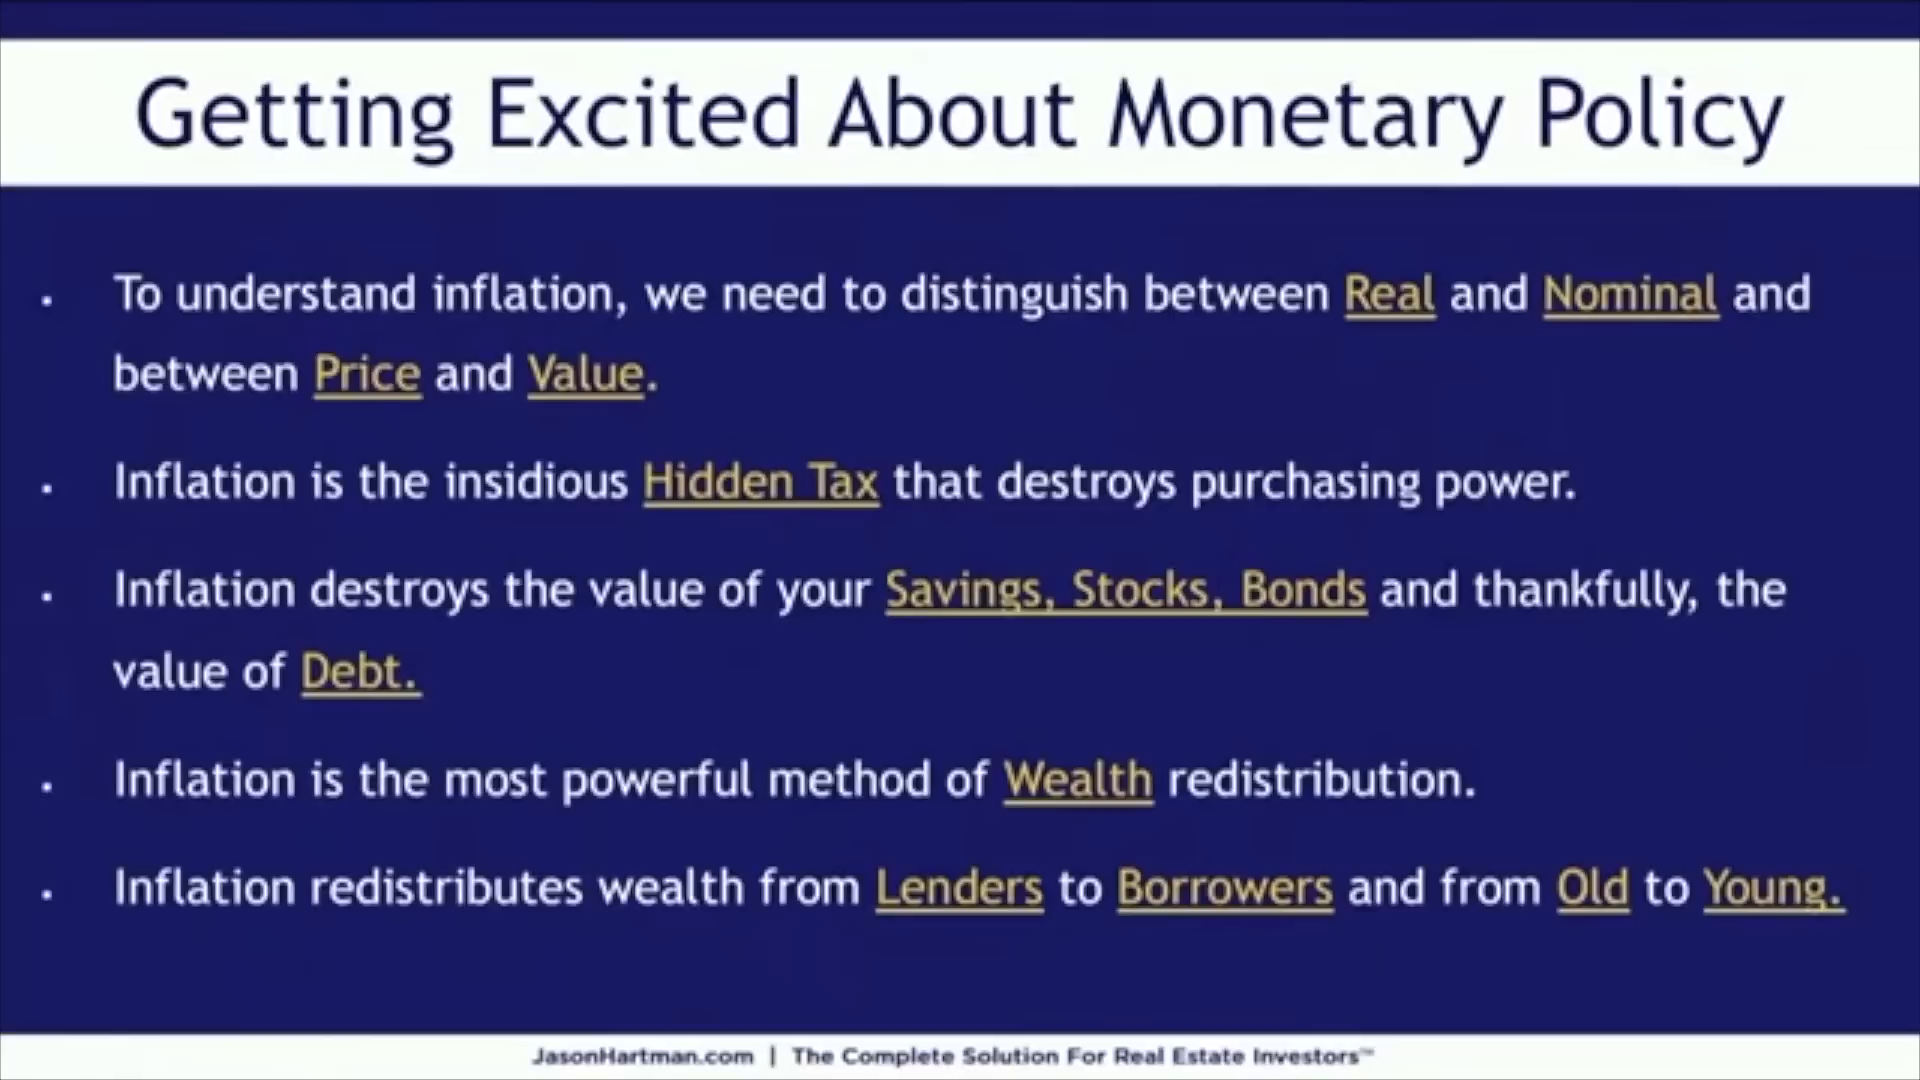 Getting Excited About Monetary Policy
· To understand inflation, we need to distinguish between Real and Nominal and
between Price and Value.
· Inflation is the insidious Hidden Tax that destroys purchasing power.
· Inflation destroys the value of your Savings, Stocks, Bonds and thankfully, the
value of Debt.
· Inflation is the most powerful method of Wealth redistribution.
· Inflation redistributes wealth from Lenders to Borrowers and from Old to Young.
JasonHartman.com | The Complete Solution For Real Estate Investors™